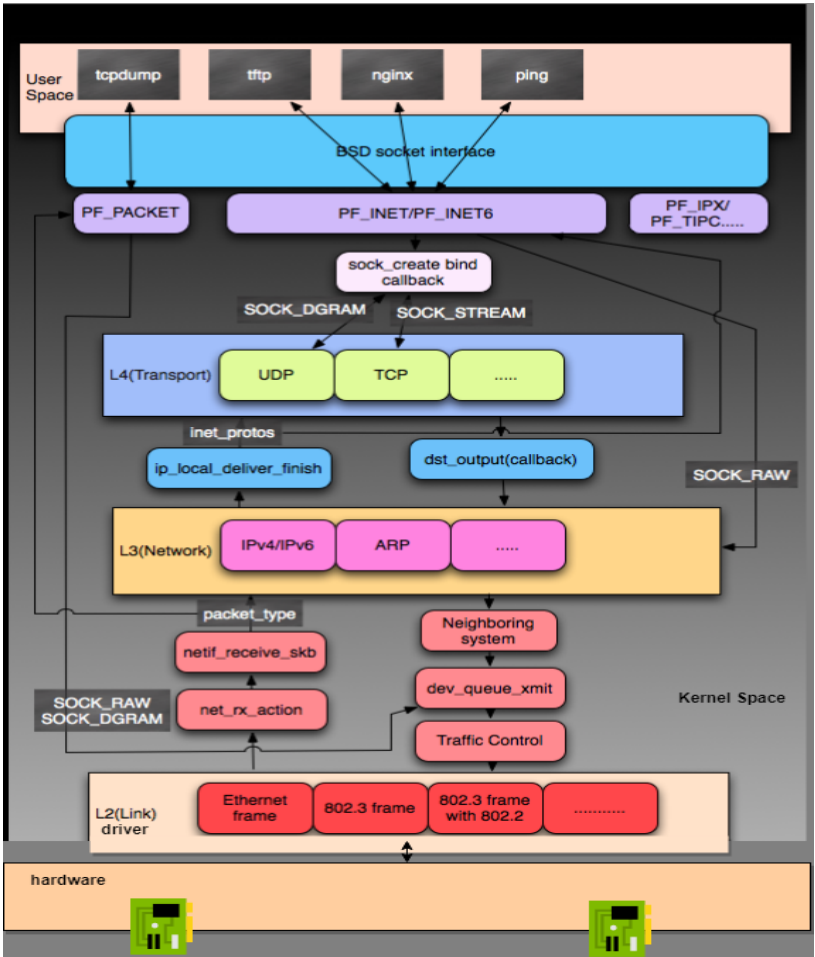 User
Space
tcpdump
tftp
nginx
ping
BSD socket interface
PF_PACKET
PF_INET/PF_INET6
PF_IPX/
PF_TIPC.....
sock_create bind
callback
SOCK_DGRAM
SOCK_STREAM
L4(Transport)
UDP
TCP
.....
inet_protos
ip_local_deliver_finish
dst_output(callback)
SOCK_RAW
L3(Network)
IPv4/IPv6
ARP
.....
packet_type
Neighboring
system
netif_receive_skb
dev_queue_xmit
Kernel Space
SOCK_RAW
SOCK_DGRAM
net_rx_action
Traffic Control
L2(Link)
driver
Ethernet
frame
802.3 frame
802.3 frame
with 802.2
...........
hardware